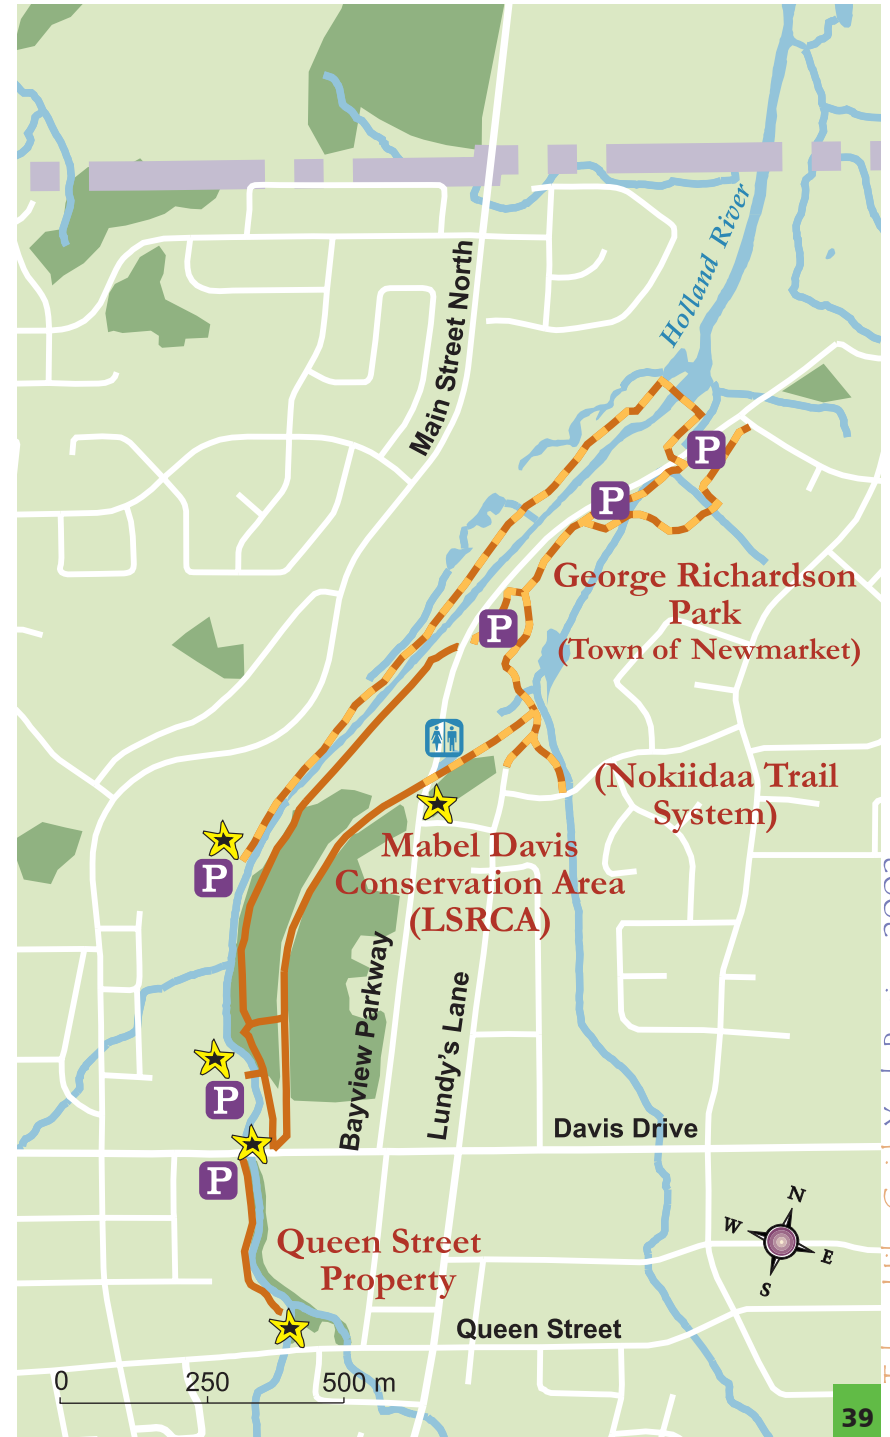 Holland River
Main Street North
P
P
George Richardson
Park
(Town of Newmarket)
P
(Nokiidaa Trail
System)
P
Mabel Davis
Conservation Area
(LSRCA)
Bayview Parkway
Lundy's Lane
P
Davis Drive
P
N
W
E
S
Queen Street
Property
Queen Street
0 250 500 m
39